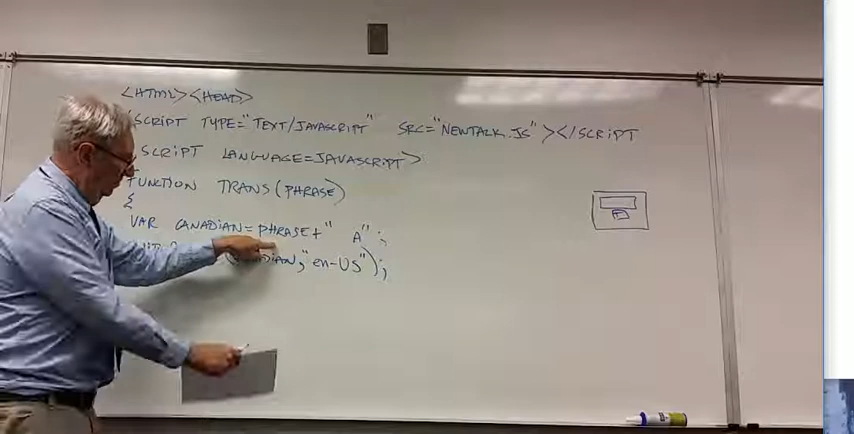 <HTML><HEAD>
SCRIPT TYPE="TEXT/JAVASCRIPT" SRC="NEWTALK.JS"></SCRIPT
SCRIPT LANGUAGE=JAVASCRIPT>
FUNCTION TRANS(PHRASE)
{
VAR CANADIAN=PHRASE+" A";
"en-US");